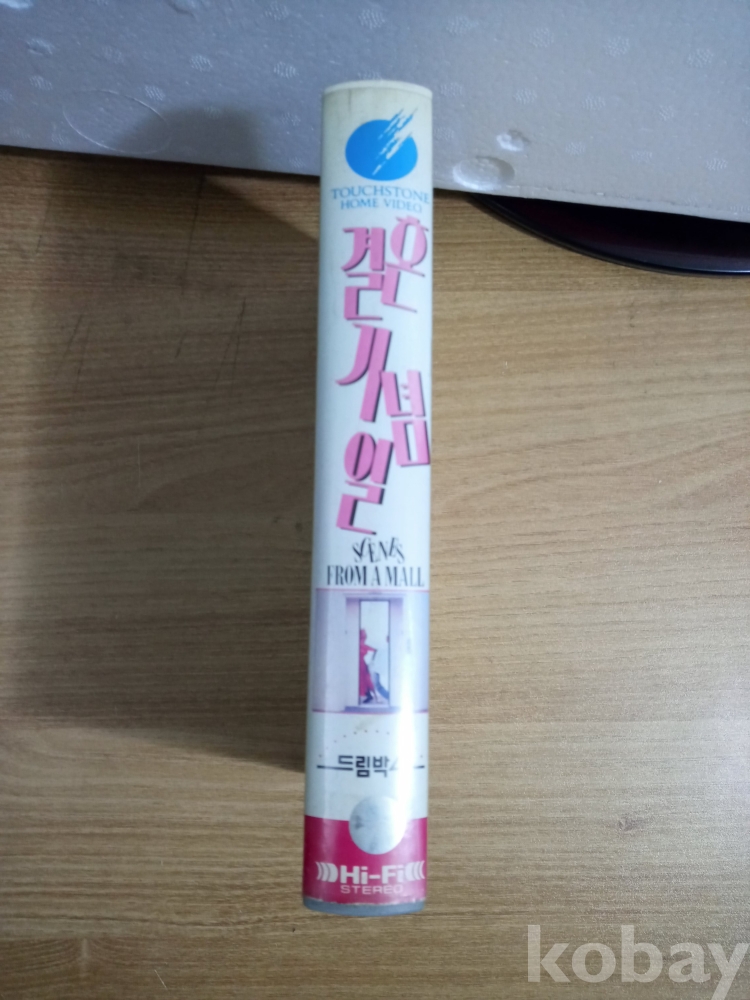 TOUCHSTONE
HOME VIDEO
결혼
기념
일
SCENES
FROM A MALL
드림박스
Hi-Fi
STEREO
kobay